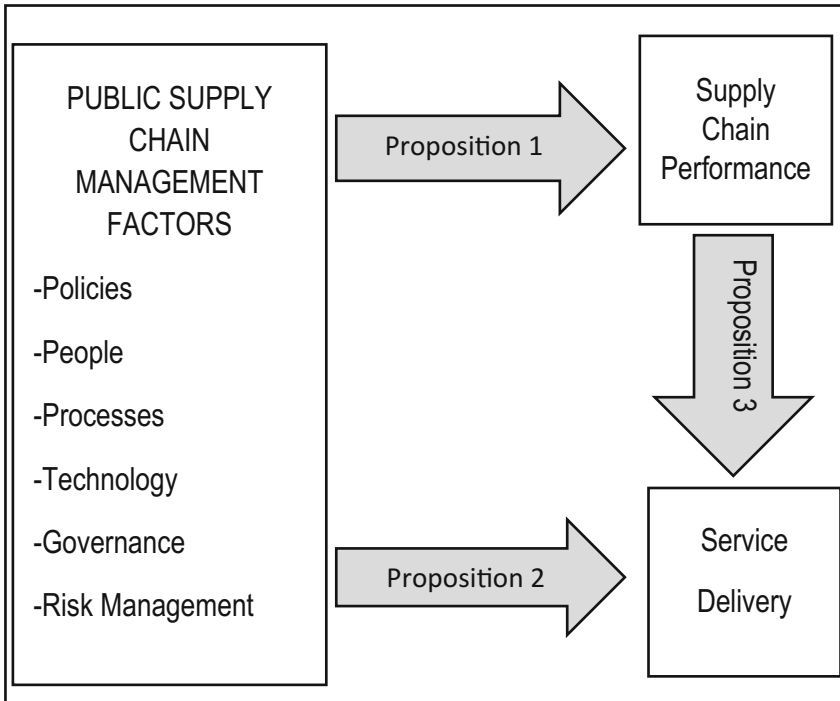 PUBLIC SUPPLY
CHAIN
MANAGEMENT
FACTORS
-Policies
-People
-Processes
-Technology
-Governance
-Risk Management
Proposition 1
Supply
Chain
Performance
Proposition 3
Proposition 2
Service
Delivery